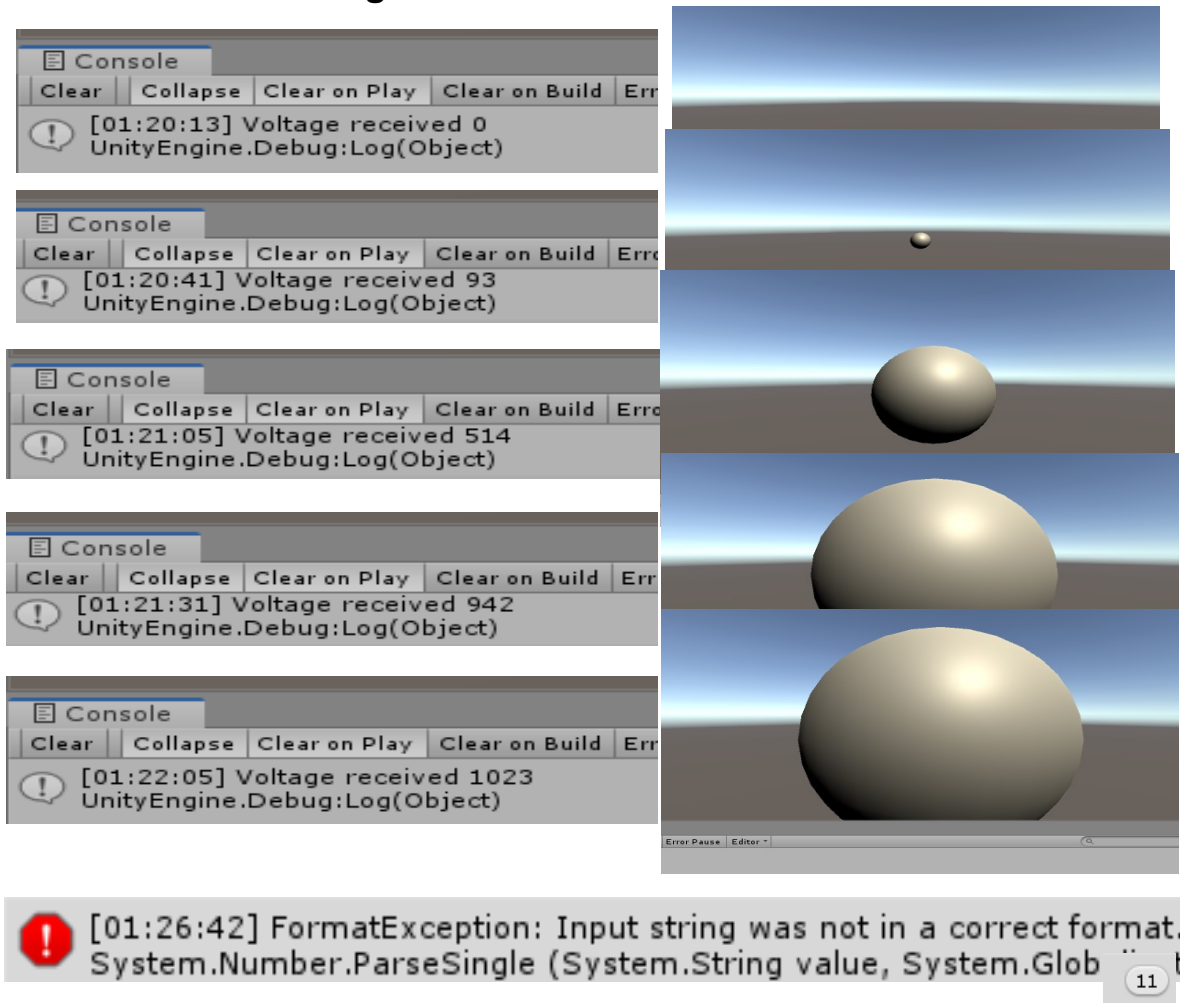 Console
Clear Collapse Clear on Play Clear on Build Err
[01:20:13] Voltage received 0
UnityEngine.Debug:Log(Object)
Console
Clear Collapse Clear on Play Clear on Build Erro
[01:20:41] Voltage received 93
UnityEngine.Debug:Log(Object)
Console
Clear Collapse Clear on Play Clear on Build Erro
[01:21:05] Voltage received 514
UnityEngine.Debug:Log(Object)
Console
Clear Collapse Clear on Play Clear on Build Err
[01:21:31] Voltage received 942
UnityEngine.Debug:Log(Object)
Console
Clear Collapse Clear on Play Clear on Build Err
[01:22:05] Voltage received 1023
UnityEngine.Debug:Log(Object)
Error Pause Editor
[01:26:42] FormatException: Input string was not in a correct format.
System.Number.ParseSingle (System.String value, System.Glob
11